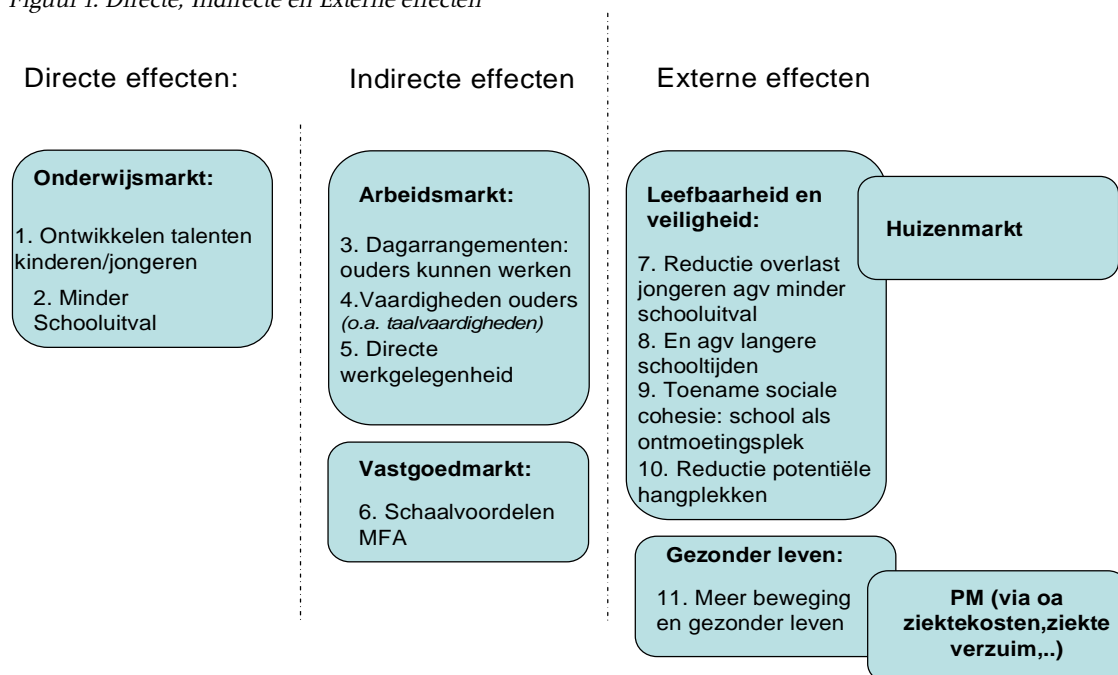 Figuur 1. Directe, Indirecte en Externe effecten
Directe effecten:
Indirecte effecten
Externe effecten
Onderwijsmarkt:
1. Ontwikkelen talenten
kinderen/jongeren
2. Minder
Schooluitval
Arbeidsmarkt:
3. Dagarrangementen:
ouders kunnen werken
4.Vaardigheden ouders
(o.a. taalvaardigheden)
5. Directe
werkgelegenheid
Vastgoedmarkt:
6. Schaalvoordelen
MFA
Leefbaarheid en
veiligheid:
7. Reductie overlast
jongeren agv minder
schooluitval
8. En agv langere
schooltijden
9. Toename sociale
cohesie: school als
ontmoetingsplek
10. Reductie potentiële
hangplekken
Huizenmarkt
Gezonder leven:
11. Meer beweging
en gezonder leven
PM (via oa
ziektekosten,ziekte
verzuim,..)